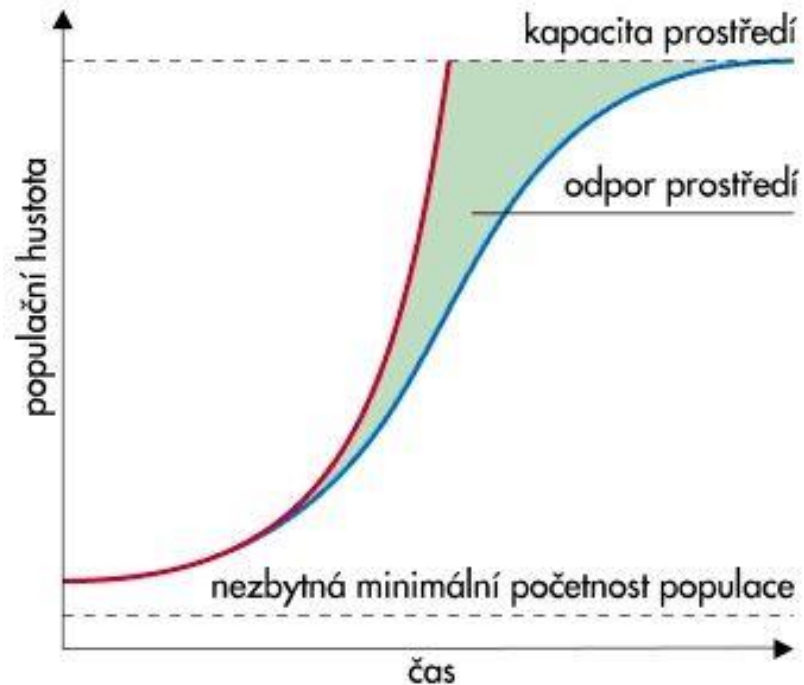 kapacita prostředí
odpor prostředí
populační hustota
nezbytná minimální početnost populace
čas